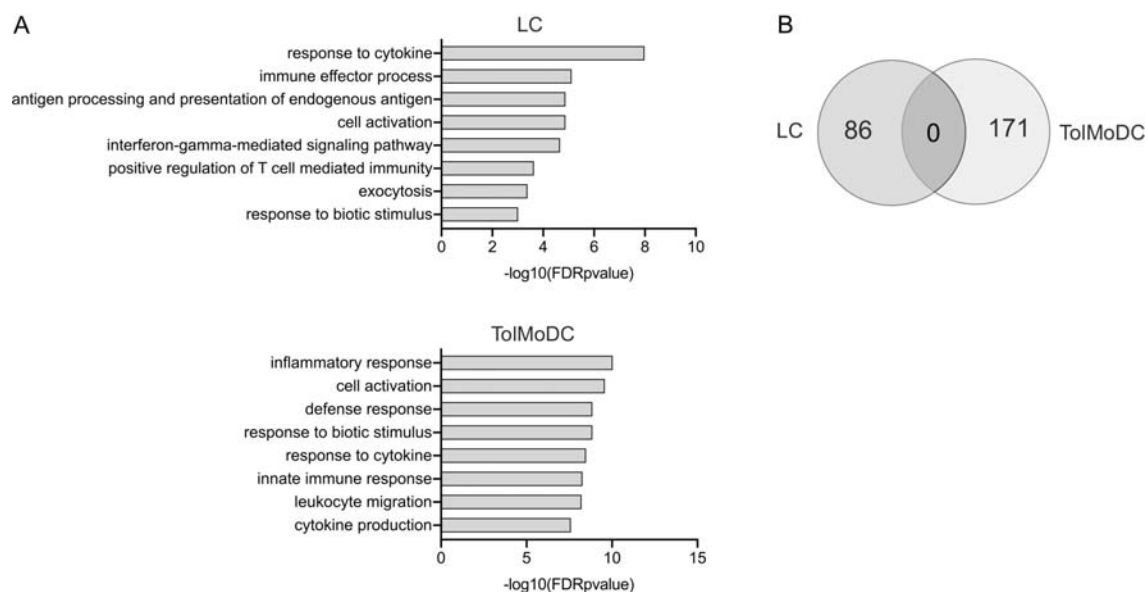 A
LC
response to cytokine
immune effector process
antigen processing and presentation of endogenous antigen
cell activation
interferon-gamma-mediated signaling pathway
positive regulation of T cell mediated immunity
exocytosis
response to biotic stimulus
0 2 4 6 8 10
-log10(FDRpvalue)
TolMoDC
inflammatory response
cell activation
defense response
response to biotic stimulus
response to cytokine
innate immune response
leukocyte migration
cytokine production
0 5 10 15
-log10(FDRpvalue)
B
LC 86 0 171 TolMoDC